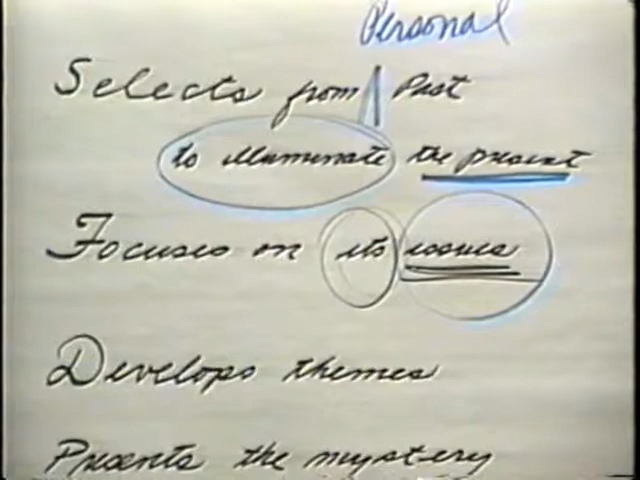 Personal
Selects from Past
to illuminate the present
Focuses on its issues
Develops themes
Presents the mystery